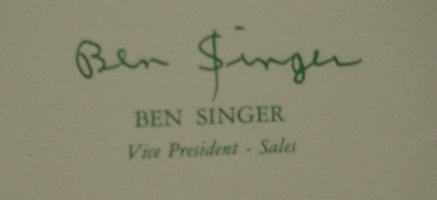 Ben Singer
BEN SINGER
Vice President - Sales